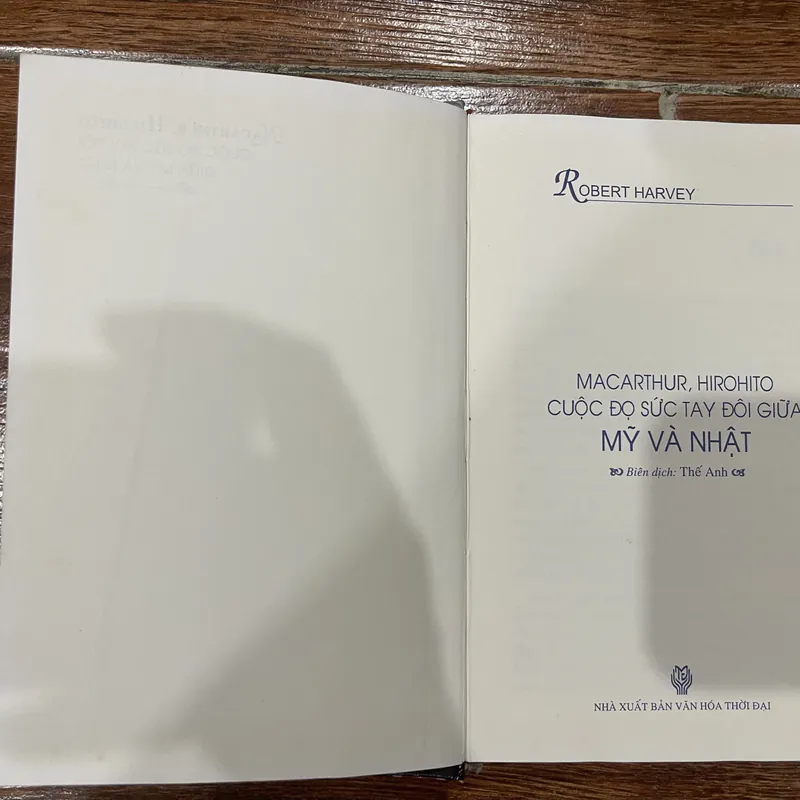 ROBERT HARVEY
MACARTHUR, HIROHITO
CUỘC ĐỌ SỨC TAY ĐÔI GIỮA
MỸ VÀ NHẬT
Biên dịch: Thế Anh
NHÀ XUẤT BẢN VĂN HÓA THỜI ĐẠI